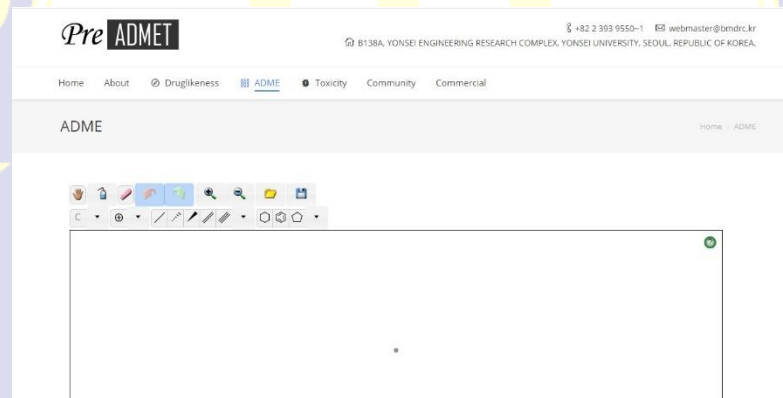 Pre ADMET
+82 2 393 9550~1 webmaster@bmdrc.kr
B138A, YONSEI ENGINEERING RESEARCH COMPLEX, YONSEI UNIVERSITY, SEOUL, REPUBLIC OF KOREA.
Home About Druglikeness ADME Toxicity Community Commercial
ADME
Home ADME
C